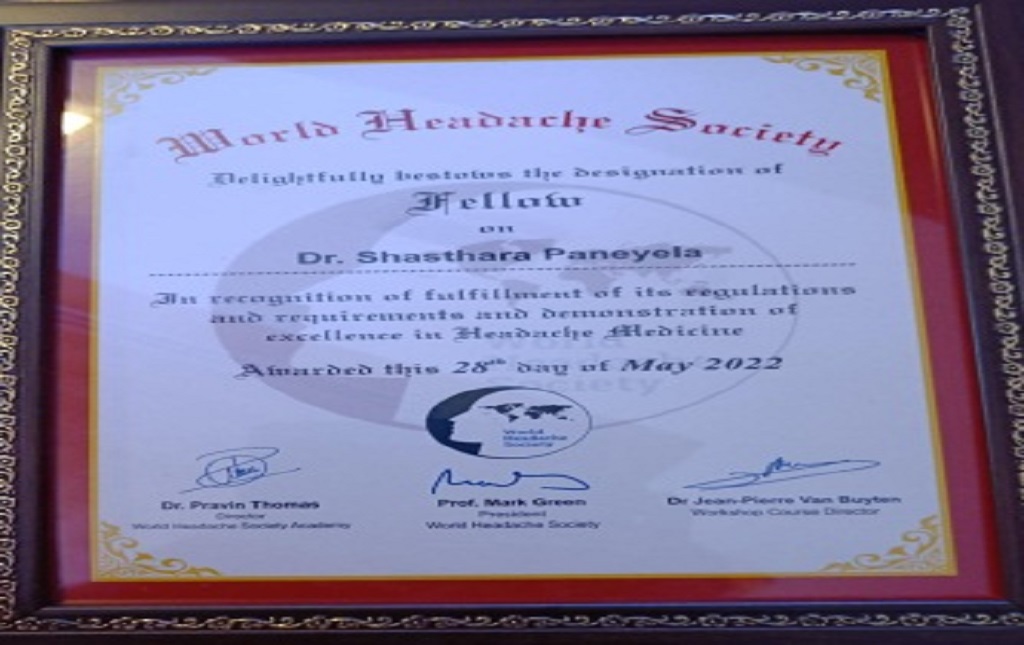 World Headache Society
Delightfully bestows the designation of
Fellow
on
Dr. Shasthara Paneyela
In recognition of fulfillment of its regulations
and requirements and demonstration of
excellence in Headache Medicine
Awarded this 28th day of May 2022
World
Headache
Society
Dr. Pravin Thomas
Director
World Headache Society Academy
Prof. Mark Green
President
World Headache Society
Dr Jean-Pierre Van Buyten
Workshop Course Director